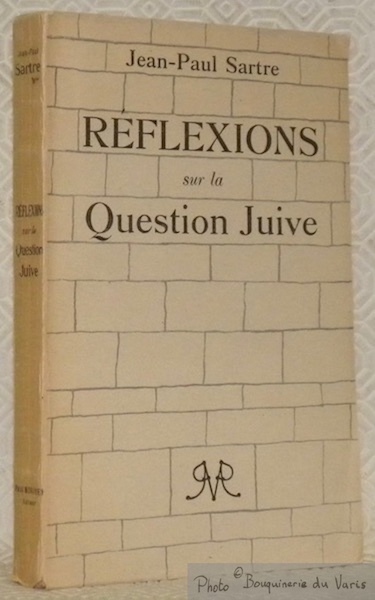 Jean-Paul Sartre
RÉFLEXIONS
sur la
Question Juive
Jean-Paul
Sartre
RÉFLEXIONS
sur la
Question
Juive
Photo © Bouquinerie du Varis